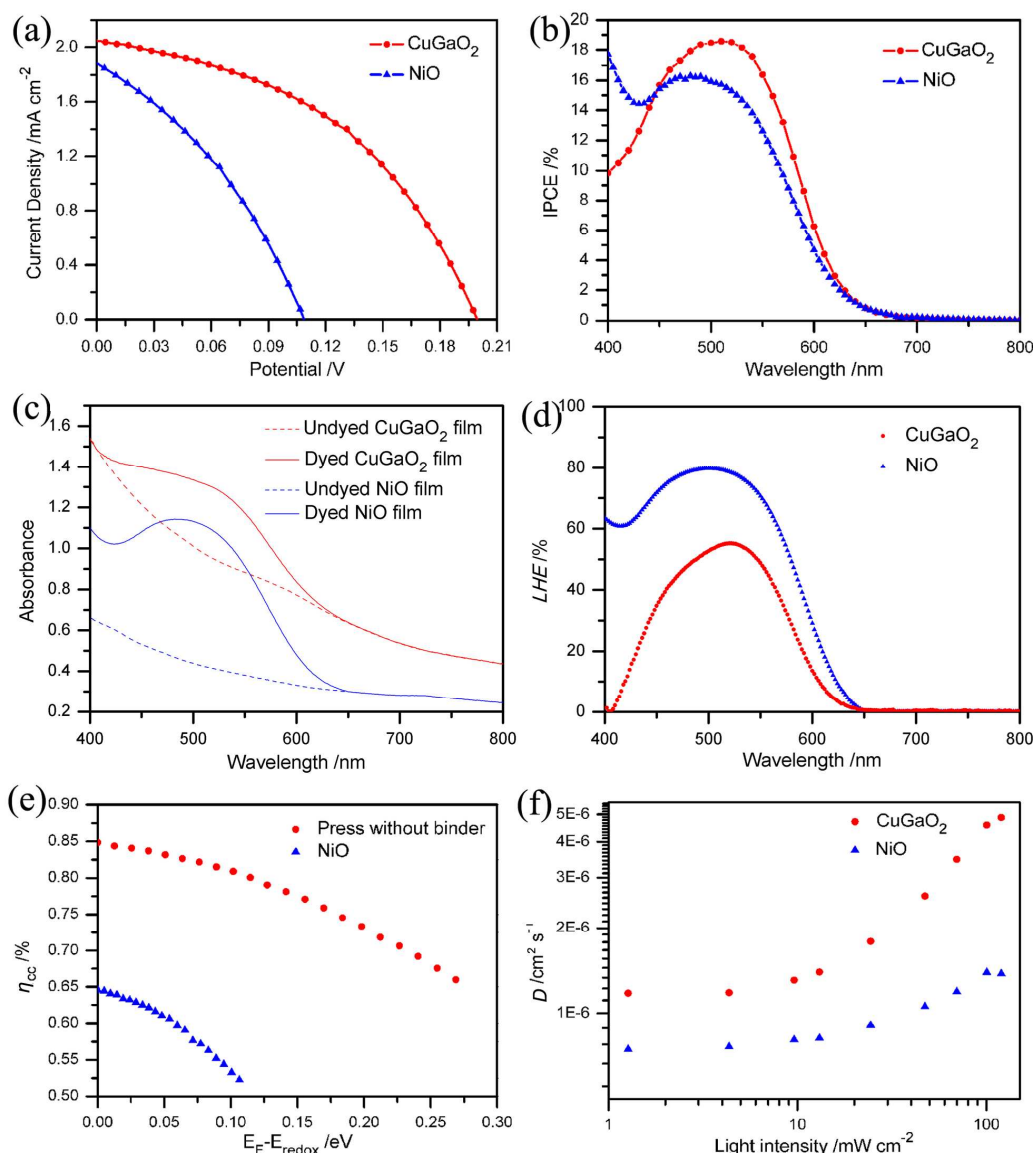 (a)
CuGaO₂
NiO
2.0
1.6
1.2
0.8
0.4
0.0
Current Density /mA cm⁻²
0.00 0.03 0.06 0.09 0.12 0.15 0.18 0.21
Potential /V
(b)
CuGaO₂
NiO
20
18
16
14
12
10
8
6
4
2
0
IPCE /%
400 500 600 700 800
Wavelength /nm
(c)
Undyed CuGaO₂ film
Dyed CuGaO₂ film
Undyed NiO film
Dyed NiO film
1.6
1.4
1.2
1.0
0.8
0.6
0.4
0.2
Absorbance
400 500 600 700 800
Wavelength /nm
(d)
CuGaO₂
NiO
100
80
60
40
20
0
LHE /%
400 500 600 700 800
Wavelength /nm
(e)
Press without binder
NiO
0.90
0.85
0.80
0.75
0.70
0.65
0.60
0.55
0.50
ηcc /%
0.00 0.05 0.10 0.15 0.20 0.25 0.30
E_F-E_redox /eV
(f)
CuGaO₂
NiO
5E-6
4E-6
3E-6
2E-6
1E-6
D /cm² s⁻¹
1 10 100
Light intensity /mW cm⁻²